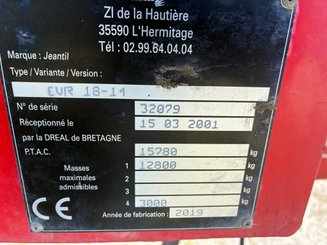 ZI de la Hautière
35590 L'Hermitage
Tél : 02.99.64.04.04
Marque : Jeantil
Type / Variante / Version :
EVR 18-14
N° de série 32079
Réceptionné le 15 03 2001
par la DREAL de BRETAGNE
P.T.A.C. 15780 kg
Masses 1 12800 kg
maximales 2 kg
admissibles 3 kg
4 3000 kg
CE Année de fabrication : 2019